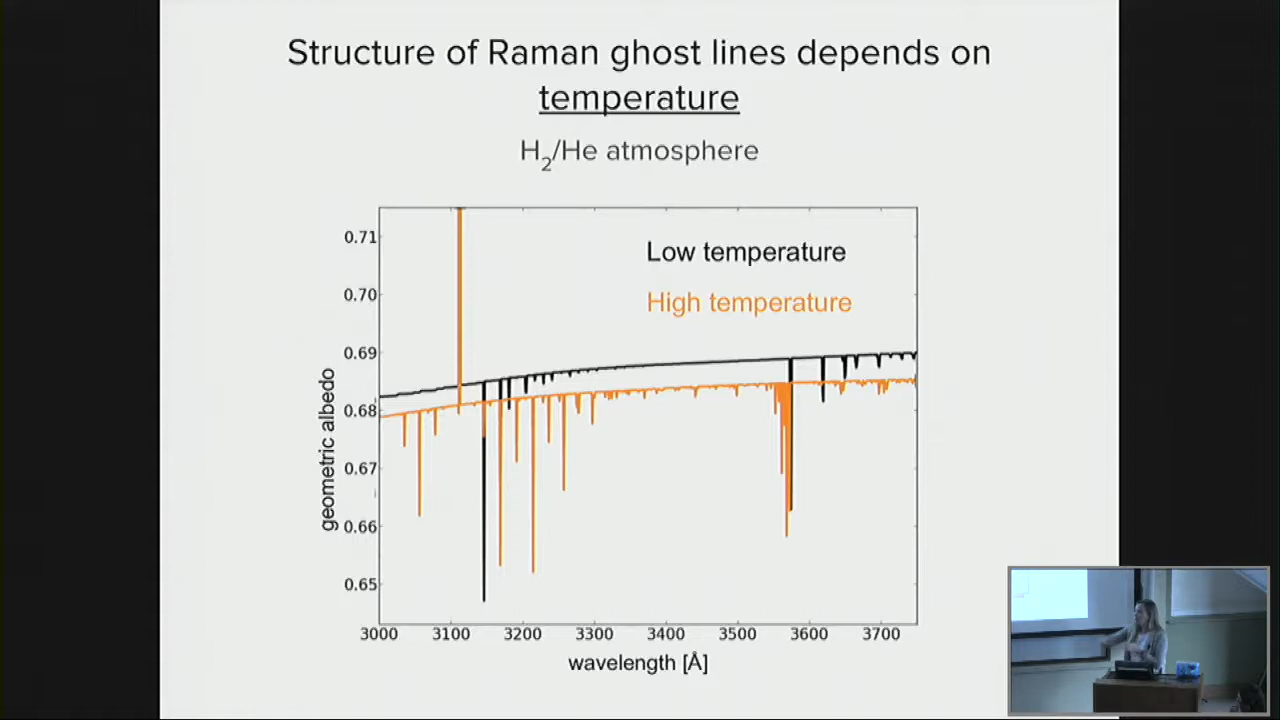 Structure of Raman ghost lines depends on
temperature
H2/He atmosphere
Low temperature
High temperature
geometric albedo
0.71
0.70
0.69
0.68
0.67
0.66
0.65
3000 3100 3200 3300 3400 3500 3600 3700
wavelength [Å]